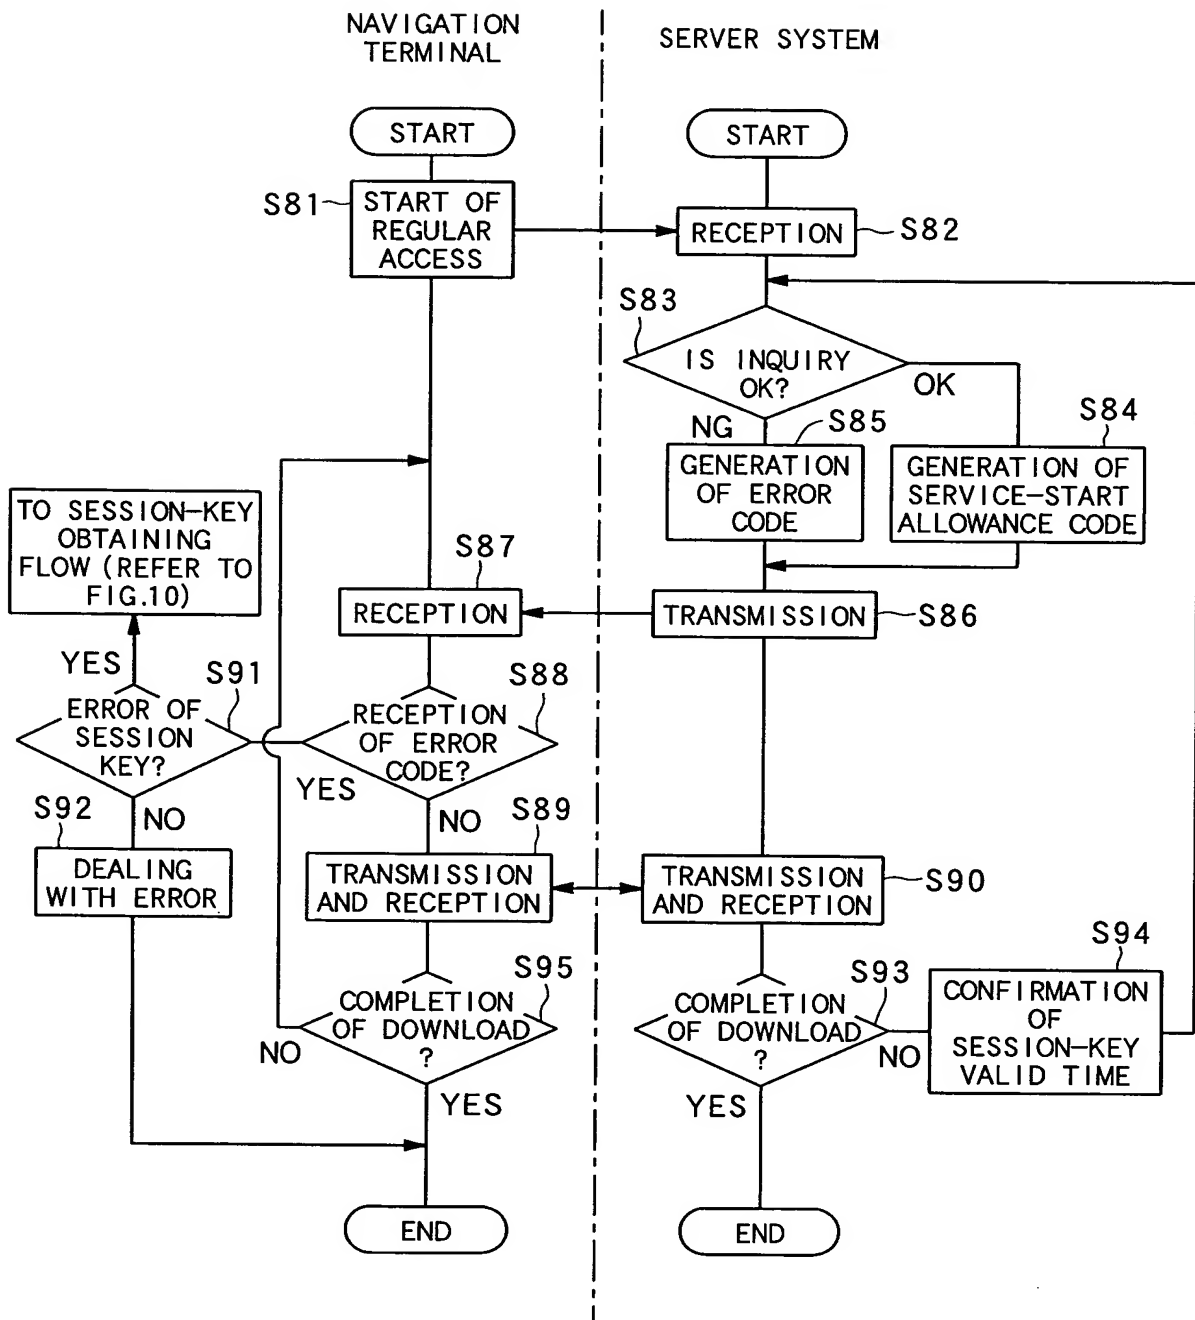 NAVIGATION
TERMINAL
SERVER SYSTEM
START
START
S81
START OF
REGULAR
ACCESS
RECEPTION
S82
S83
IS INQUIRY
OK?
OK
NG
S85
S84
GENERATION
OF ERROR
CODE
GENERATION OF
SERVICE-START
ALLOWANCE CODE
TO SESSION-KEY
OBTAINING
FLOW (REFER TO
FIG.10)
S87
RECEPTION
TRANSMISSION
S86
YES
S91
ERROR OF
SESSION
KEY?
S88
RECEPTION
OF ERROR
CODE?
YES
NO
S92
DEALING
WITH ERROR
NO
S89
TRANSMISSION
AND RECEPTION
TRANSMISSION
AND RECEPTION
S90
S95
COMPLETION
OF DOWNLOAD
?
NO
YES
S93
COMPLETION
OF DOWNLOAD
?
NO
YES
S94
CONFIRMATION
OF
SESSION-KEY
VALID TIME
END
END